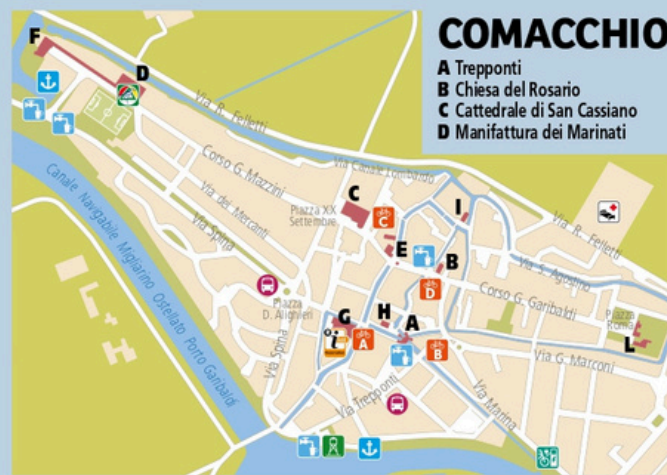 COMACCHIO
A Trepponti
B Chiesa del Rosario
C Cattedrale di San Cassiano
D Manifattura dei Marinati
F
D
Via R. Felletti
Corso G. Mazzini
Via Canale Lombardo
Via dei Mercanti
Via Spina
Piazza XX
Settembre
C
C
I
Via R. Felletti
E
B
Via S. Agostino
D
Corso G. Garibaldi
Canale Navigabile Migliarino Ostellato Porto Garibaldi
Piazza
D. Alighieri
G
H
A
i
A
B
Piazza
Roma
L
Via G. Marconi
Via Spina
Via Trepponti
Via Marina